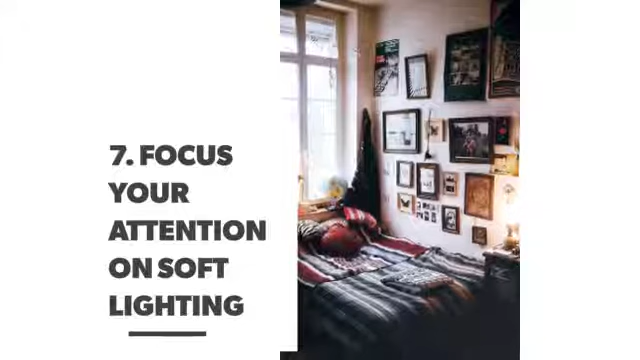 7. FOCUS
YOUR
ATTENTION
ON SOFT
LIGHTING